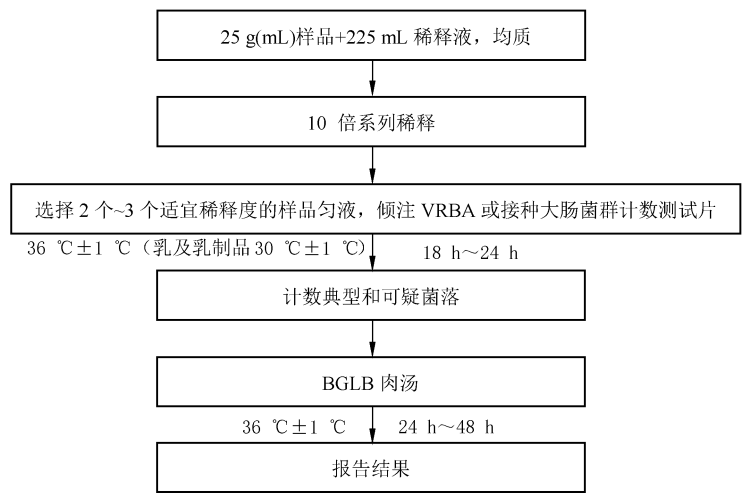 25 g(mL)样品+225 mL 稀释液，均质
10 倍系列稀释
选择 2 个~3 个适宜稀释度的样品匀液，倾注 VRBA 或接种大肠菌群计数测试片
36 ℃±1 ℃（乳及乳制品 30 ℃±1 ℃） 18 h～24 h
计数典型和可疑菌落
BGLB 肉汤
36 ℃±1 ℃ 24 h～48 h
报告结果